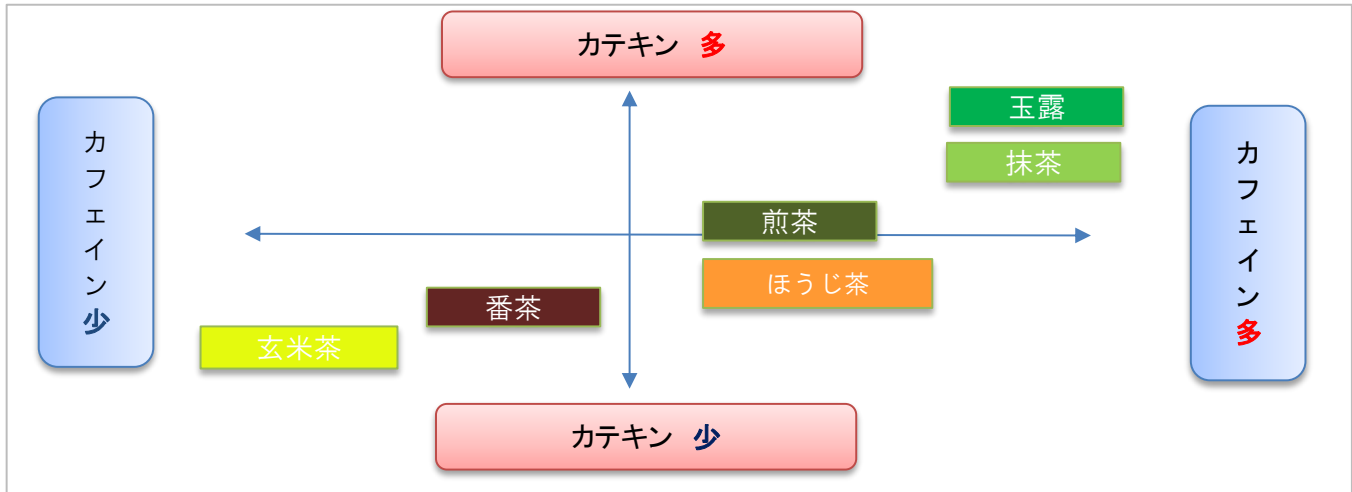 カテキン 多
カフェイン少
玉露
抹茶
カフェイン多
煎茶
ほうじ茶
番茶
玄米茶
カテキン 少